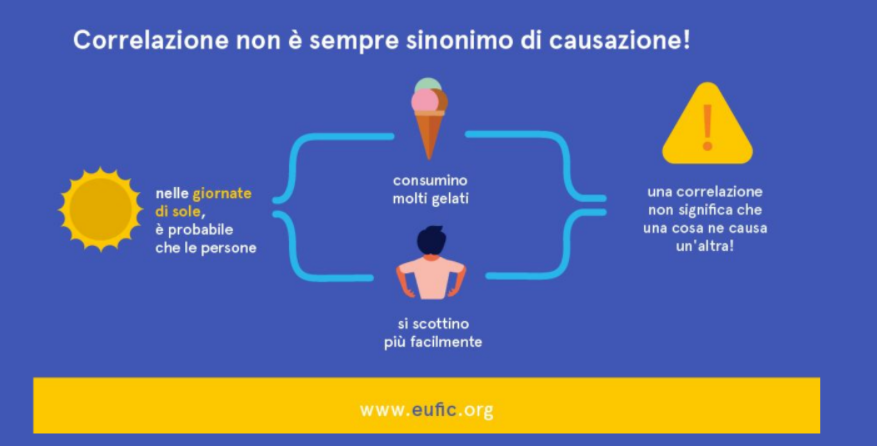 Correlazione non è sempre sinonimo di causazione!
nelle giornate
di sole,
è probabile
che le persone
consumino
molti gelati
si scottino
più facilmente
!
una correlazione
non significa che
una cosa ne causa
un'altra!
www.eufic.org